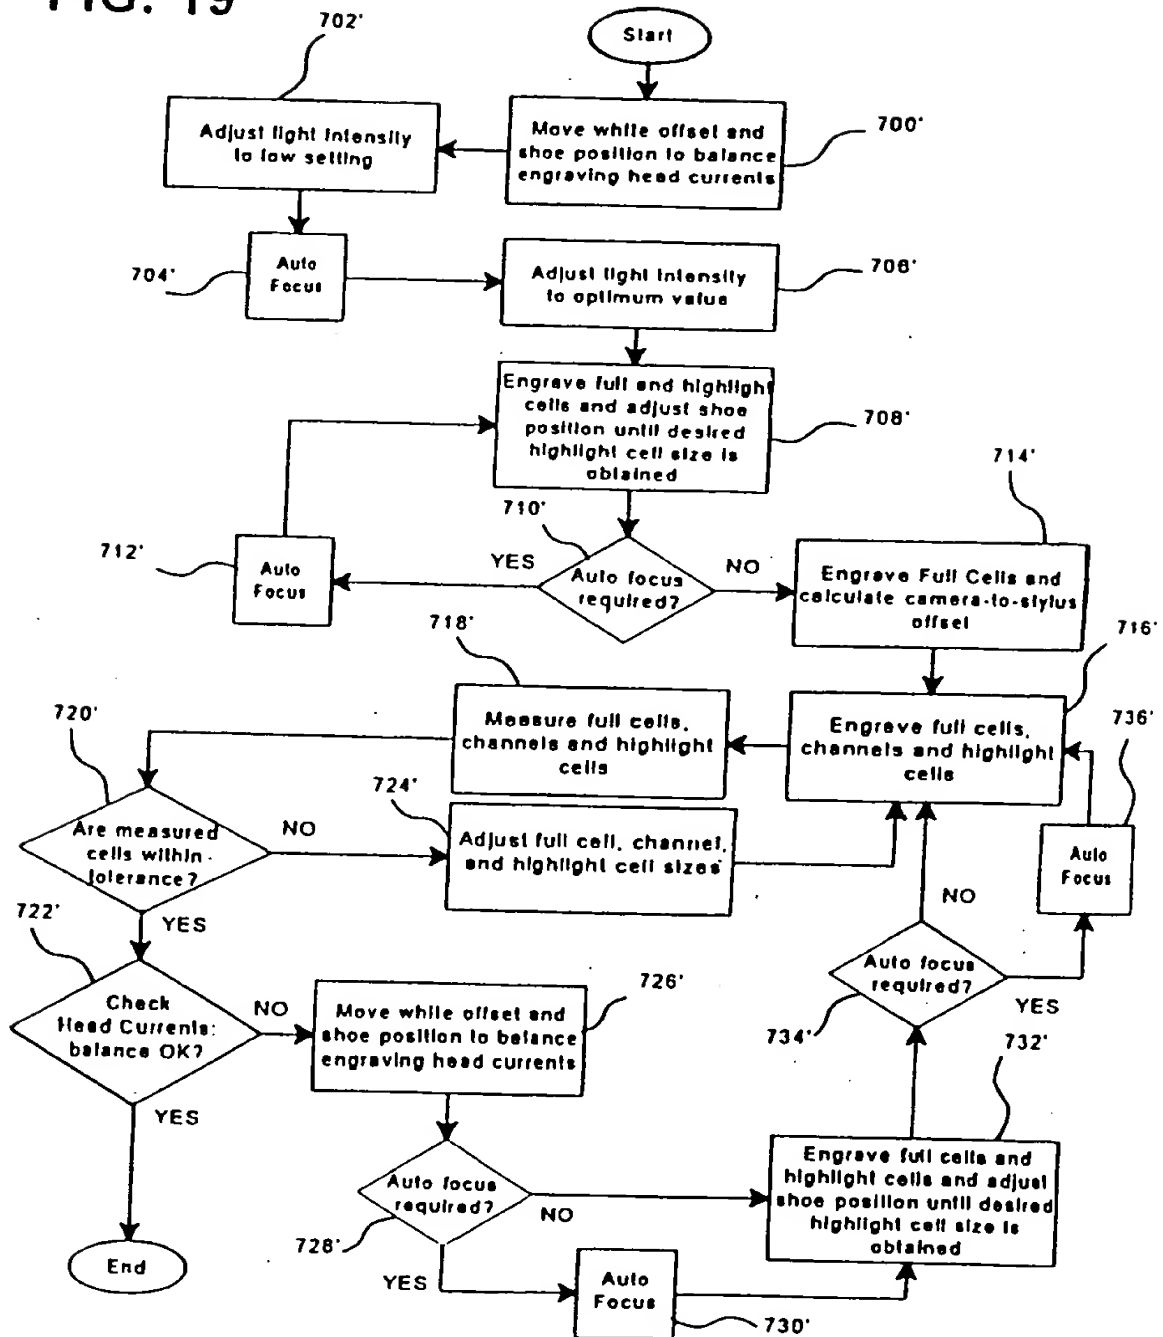 FIG. 19
Start
702'
Adjust light intensity
to low setting
Move white offset and
shoe position to balance
engraving head currents
700'
704'
Auto
Focus
Adjust light intensity
to optimum value
706'
Engrave full and highlight
cells and adjust shoe
position until desired
highlight cell size is
obtained
708'
710'
712'
Auto
Focus
YES
Auto focus
required?
NO
714'
Engrave Full Cells and
calculate camera-to-stylus
offset
716'
718'
Measure full cells,
channels and highlight
cells
Engrave full cells,
channels and highlight
cells
736'
Auto
Focus
720'
Are measured
cells within
tolerance?
NO
724'
Adjust full cell, channel,
and highlight cell sizes
YES
722'
Check
Head Currents:
balance OK?
NO
YES
Move white offset and
shoe position to balance
engraving head currents
726'
NO
Auto focus
required?
YES
734'
732'
Auto focus
required?
728'
NO
YES
Engrave full cells and
highlight cells and adjust
shoe position until desired
highlight cell size is
obtained
Auto
Focus
730'
End